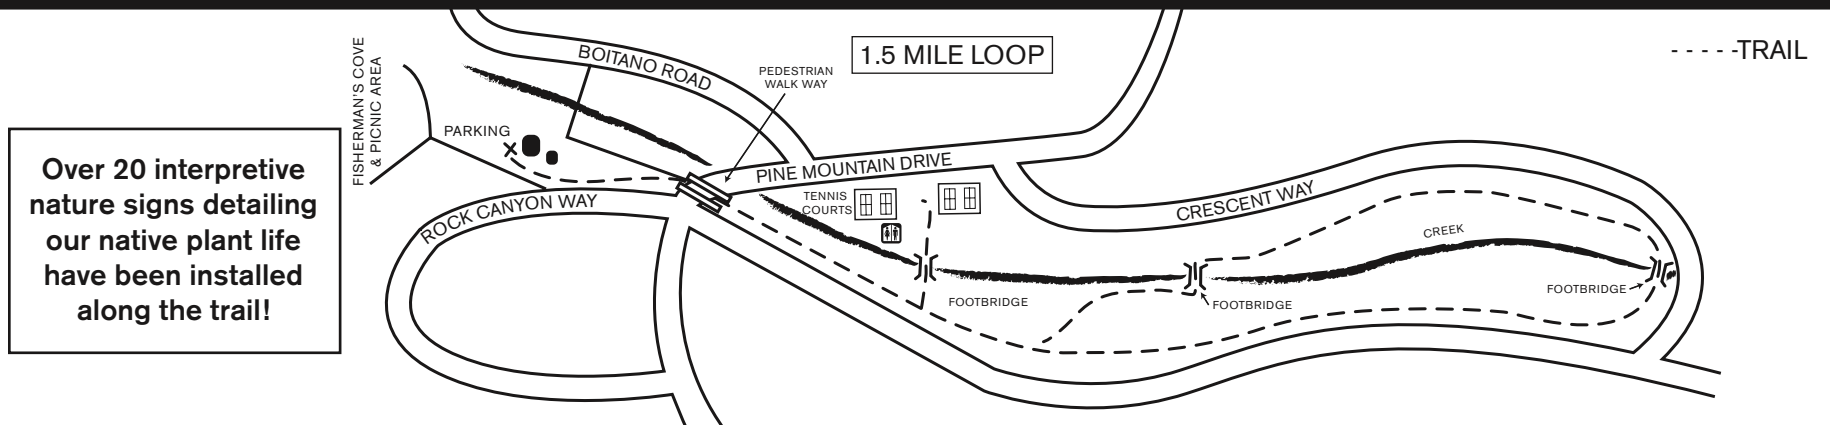 1.5 MILE LOOP
- - - - -TRAIL
FISHERMAN'S COVE
& PICNIC AREA
BOITANO ROAD
PEDESTRIAN
WALK WAY
PARKING
Over 20 interpretive
nature signs detailing
our native plant life
have been installed
along the trail!
PINE MOUNTAIN DRIVE
TENNIS
COURTS
ROCK CANYON WAY
CRESCENT WAY
CREEK
FOOTBRIDGE
FOOTBRIDGE
FOOTBRIDGE